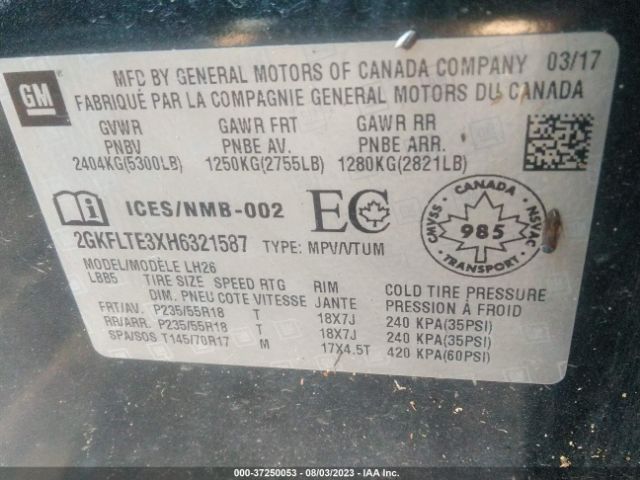 GM
MFD BY GENERAL MOTORS OF CANADA COMPANY 03/17
FABRIQUÉ PAR LA COMPAGNIE GENERAL MOTORS DU CANADA
GVWR GAWR FRT GAWR RR
PNBV PNBE AV. PNBE ARR.
2404KG(5300LB) 1250KG(2755LB) 1280KG(2821LB)
ICES/NMB-002 EC
CANADA
CMVSS 985 NSVAC
TRANSPORT
2GKFLTE3XH6321587 TYPE: MPV/VTUM
MODEL/MODÈLE LH26
LBB5 TIRE SIZE SPEED RTG RIM COLD TIRE PRESSURE
DIM. PNEU COTE VITESSE JANTE PRESSION À FROID
FRT/AV. P235/55R18 T 18X7J 240 KPA(35PSI)
RR/ARR. P235/55R18 T 18X7J 240 KPA(35PSI)
SPA/SOS T145/70R17 M 17X4.5T 420 KPA(60PSI)
000-37250053 - 08/03/2023 - IAA Inc.